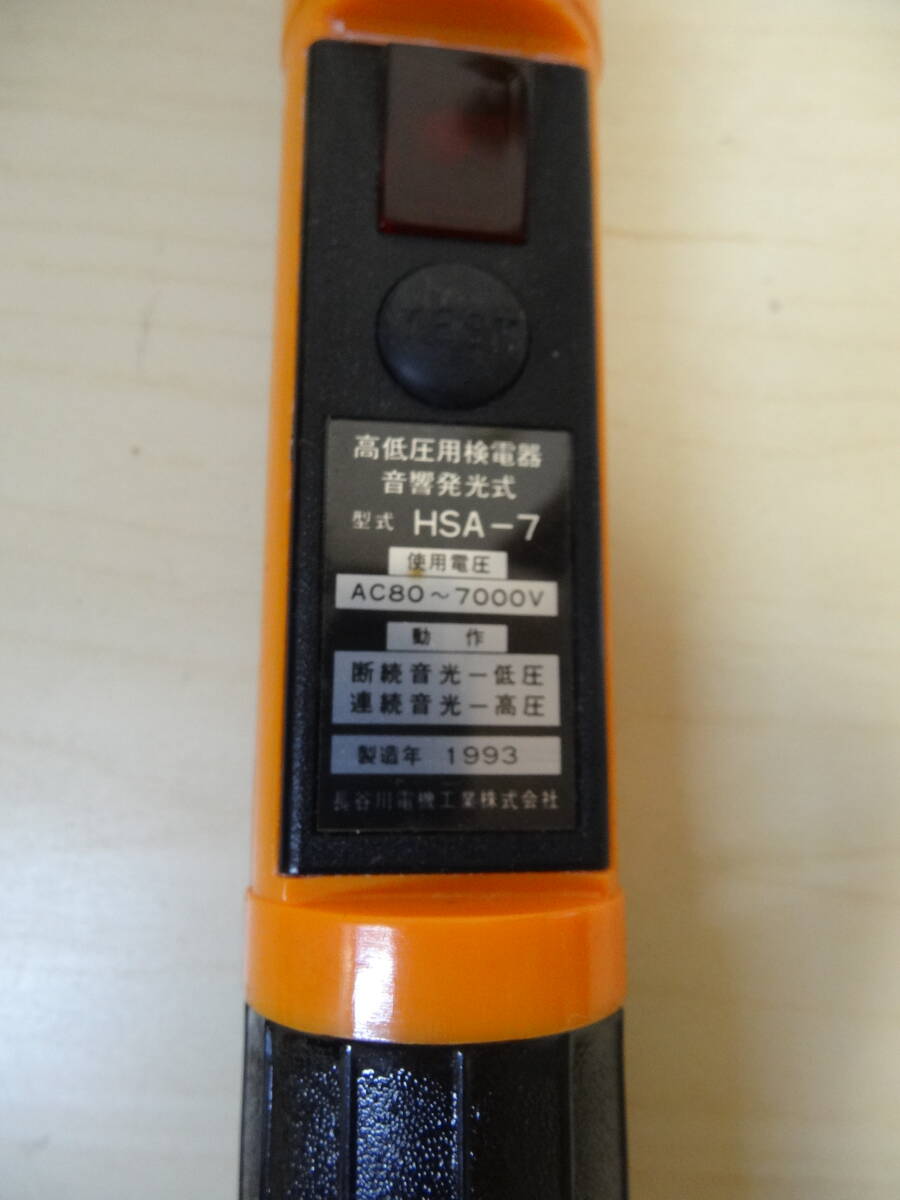 TEST
高低圧用検電器
音響発光式
型式 HSA-7
使用電圧
AC80～7000V
動作
断続音光ー低圧
連続音光ー高圧
製造年 1993
長谷川電機工業株式会社